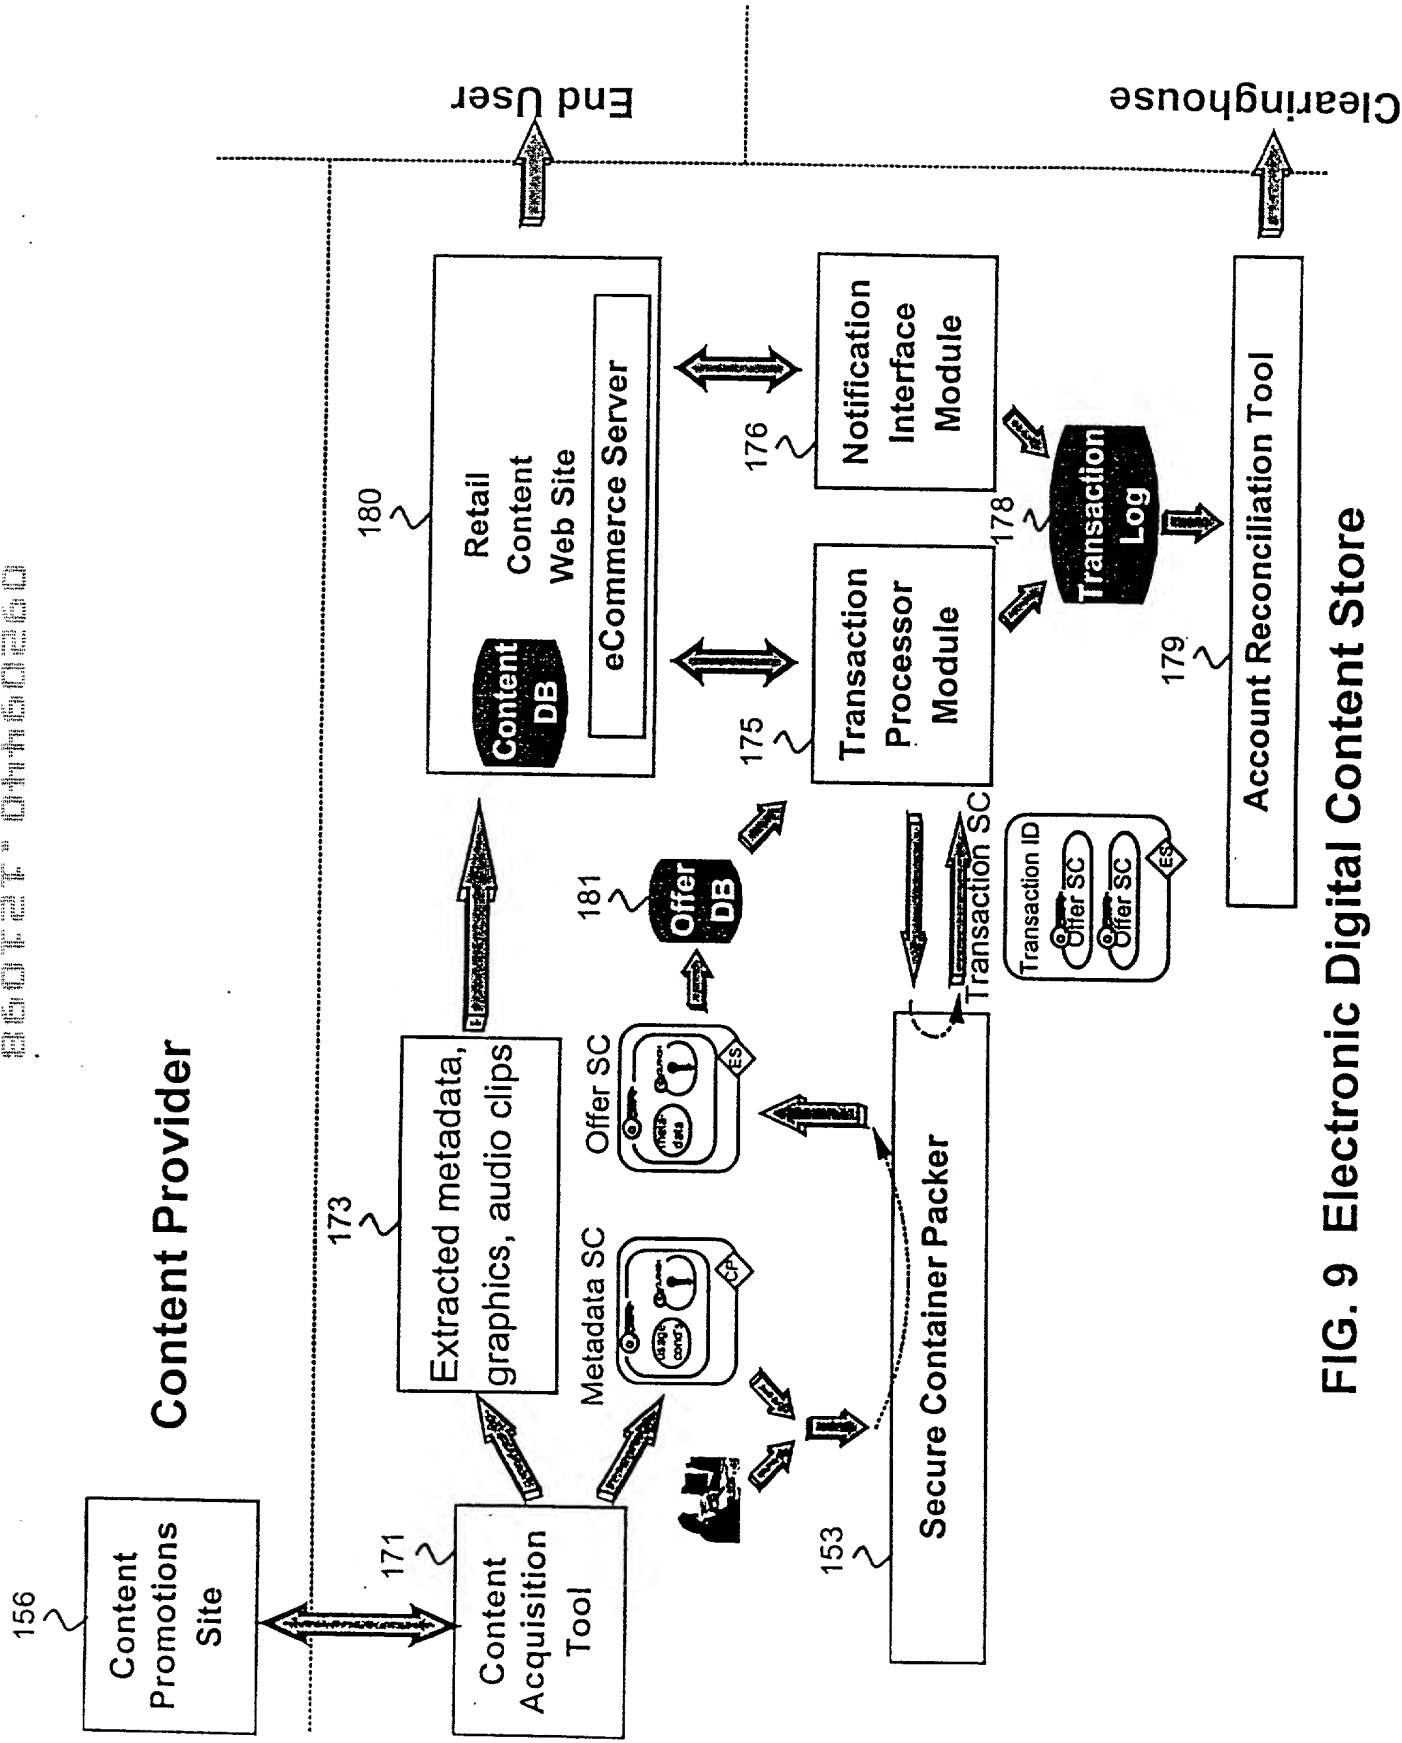 Content Provider
156
Content
Promotions
Site
171
Content
Acquisition
Tool
173
Extracted metadata,
graphics, audio clips
180
Retail
Content
Web Site
Content
DB
eCommerce Server
End User
Metadata SC
usage
cond's
CP
Offer SC
meta-
data
ES
181
Offer
DB
175
Transaction
Processor
Module
176
Notification
Interface
Module
153
Secure Container Packer
Transaction SC
Transaction ID
Offer SC
Offer SC
ES
178
Transaction
Log
179
Account Reconciliation Tool
Clearinghouse
FIG. 9 Electronic Digital Content Store